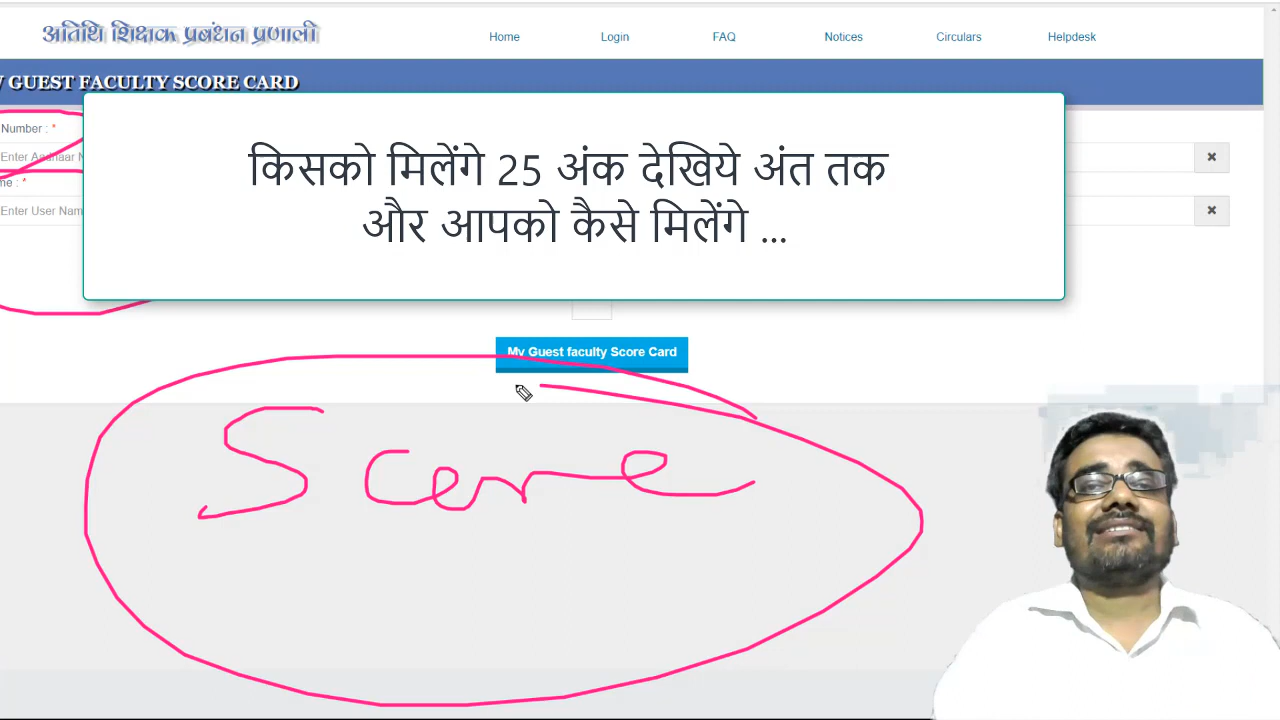 अतिथि शिक्षक प्रबंधन प्रणाली
Home Login FAQ Notices Circulars Helpdesk
GUEST FACULTY SCORE CARD
Number : *
Enter Aadhaar
: *
Enter User Nam
किसको मिलेंगे 25 अंक देखिये अंत तक
और आपको कैसे मिलेंगे ...
My Guest faculty Score Card
Score